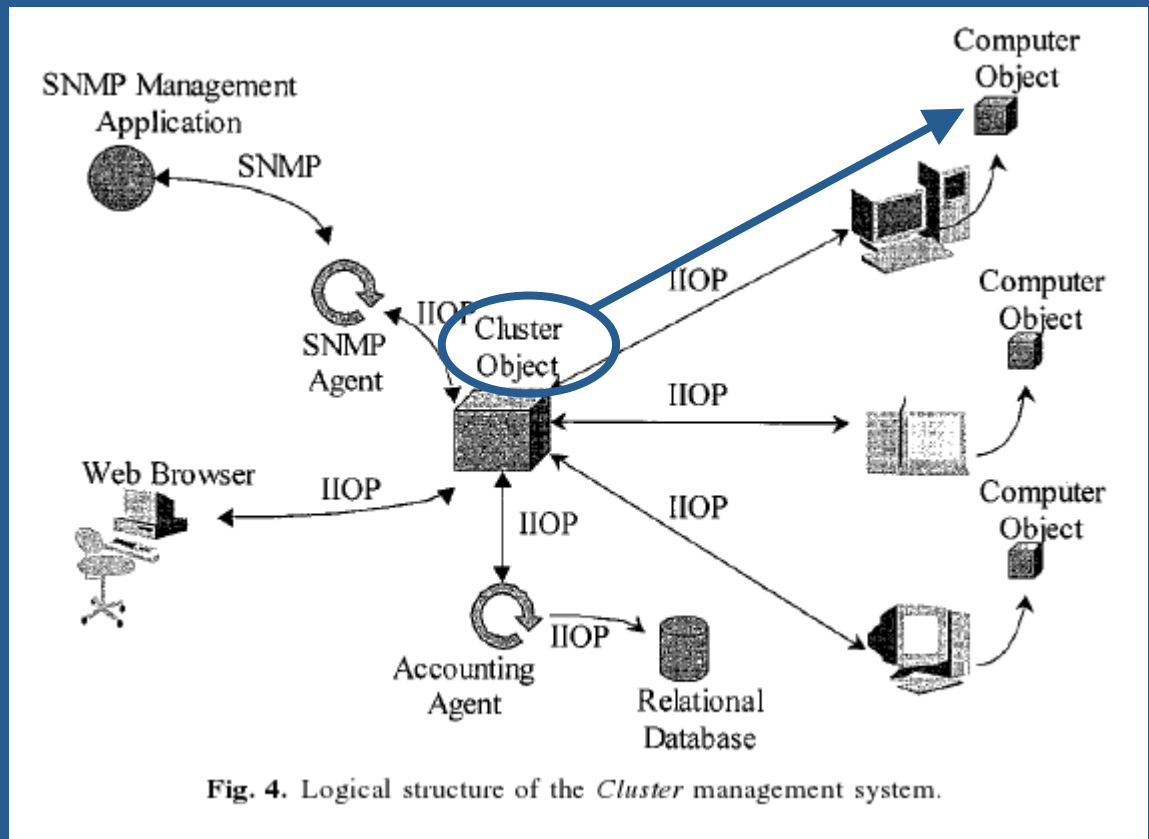 Computer
Object
SNMP Management
Application
SNMP
IIOP
Computer
Object
IIOP
Cluster
Object
SNMP
Agent
IIOP
Web Browser
IIOP
Computer
Object
IIOP
IIOP
IIOP
Accounting
Agent
Relational
Database
Fig. 4. Logical structure of the Cluster management system.